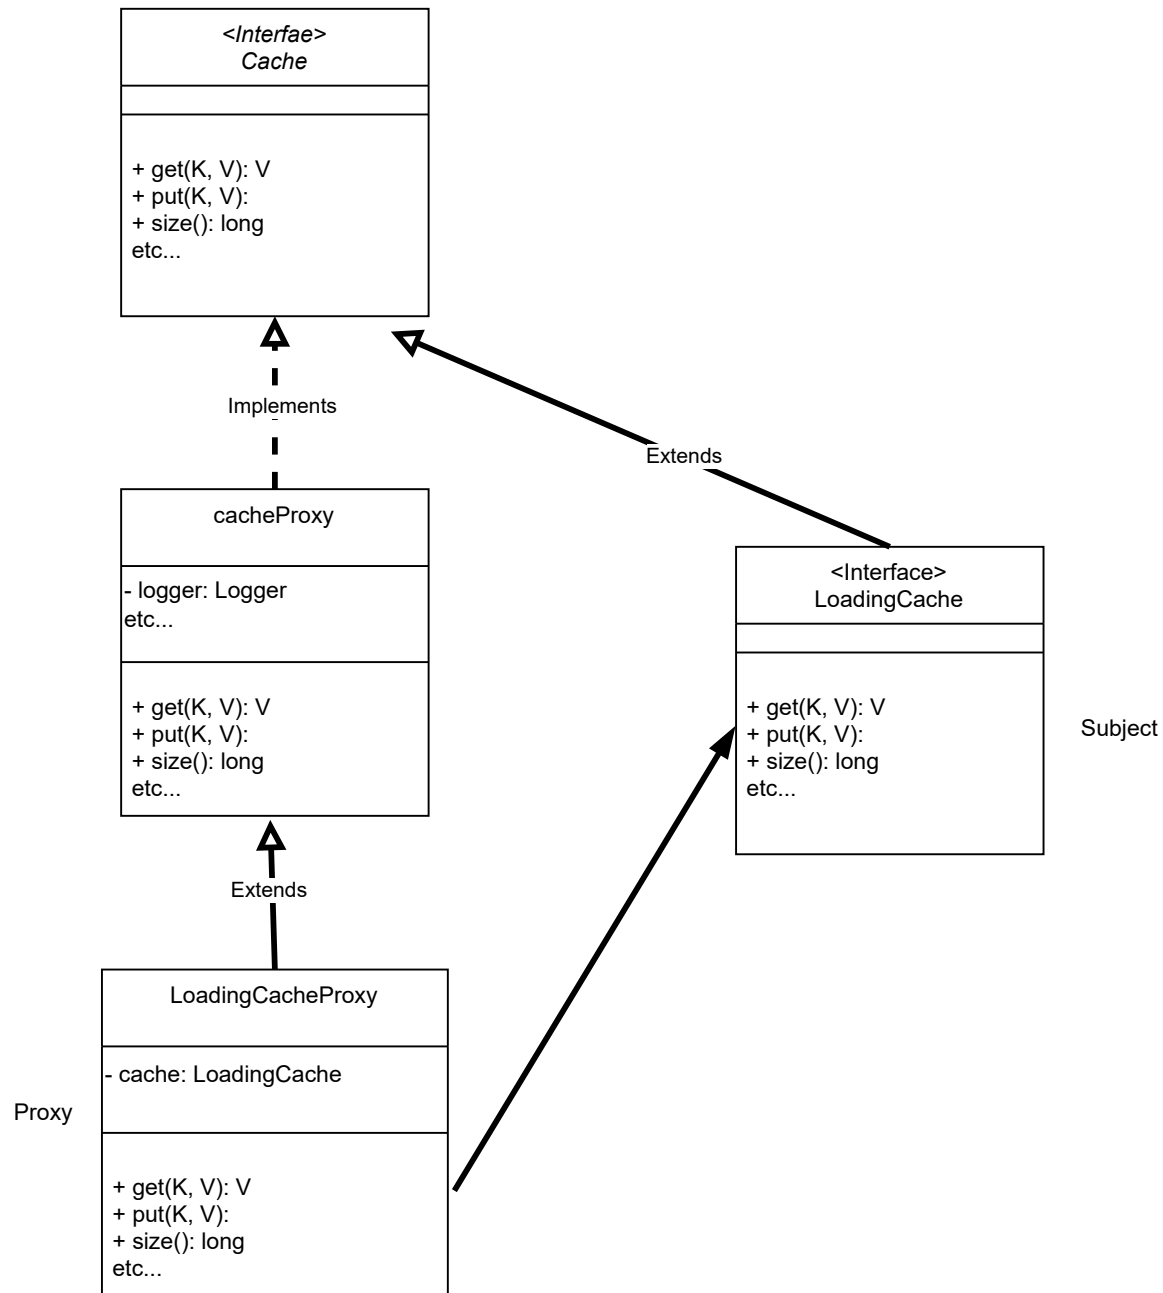 <Interfae>
Cache
+ get(K, V): V
+ put(K, V):
+ size(): long
etc...
Implements
Extends
cacheProxy
- logger: Logger
etc...
+ get(K, V): V
+ put(K, V):
+ size(): long
etc...
<Interface>
LoadingCache
+ get(K, V): V
+ put(K, V):
+ size(): long
etc...
Subject
Extends
LoadingCacheProxy
- cache: LoadingCache
Proxy
+ get(K, V): V
+ put(K, V):
+ size(): long
etc...